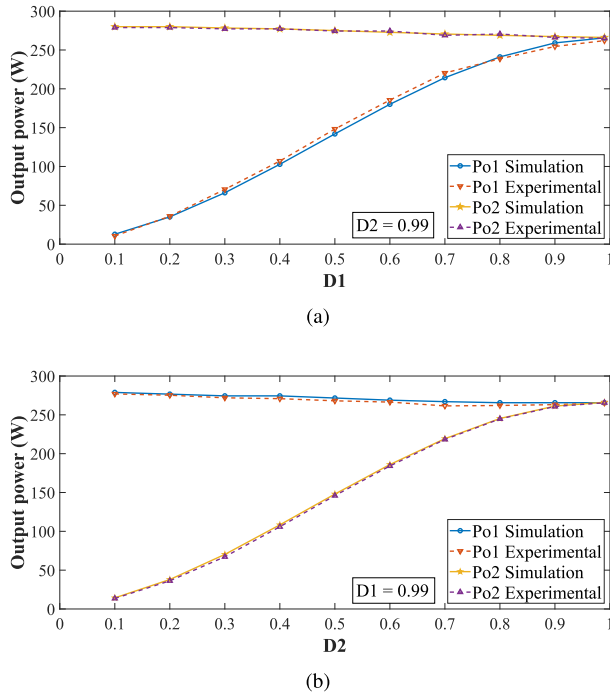 300
250
200
150
100
50
0
Output power (W)
Po1 Simulation
Po1 Experimental
Po2 Simulation
Po2 Experimental
D2 = 0.99
0 0.1 0.2 0.3 0.4 0.5 0.6 0.7 0.8 0.9 1
D1
(a)
300
250
200
150
100
50
0
Output power (W)
Po1 Simulation
Po1 Experimental
Po2 Simulation
Po2 Experimental
D1 = 0.99
0 0.1 0.2 0.3 0.4 0.5 0.6 0.7 0.8 0.9 1
D2
(b)